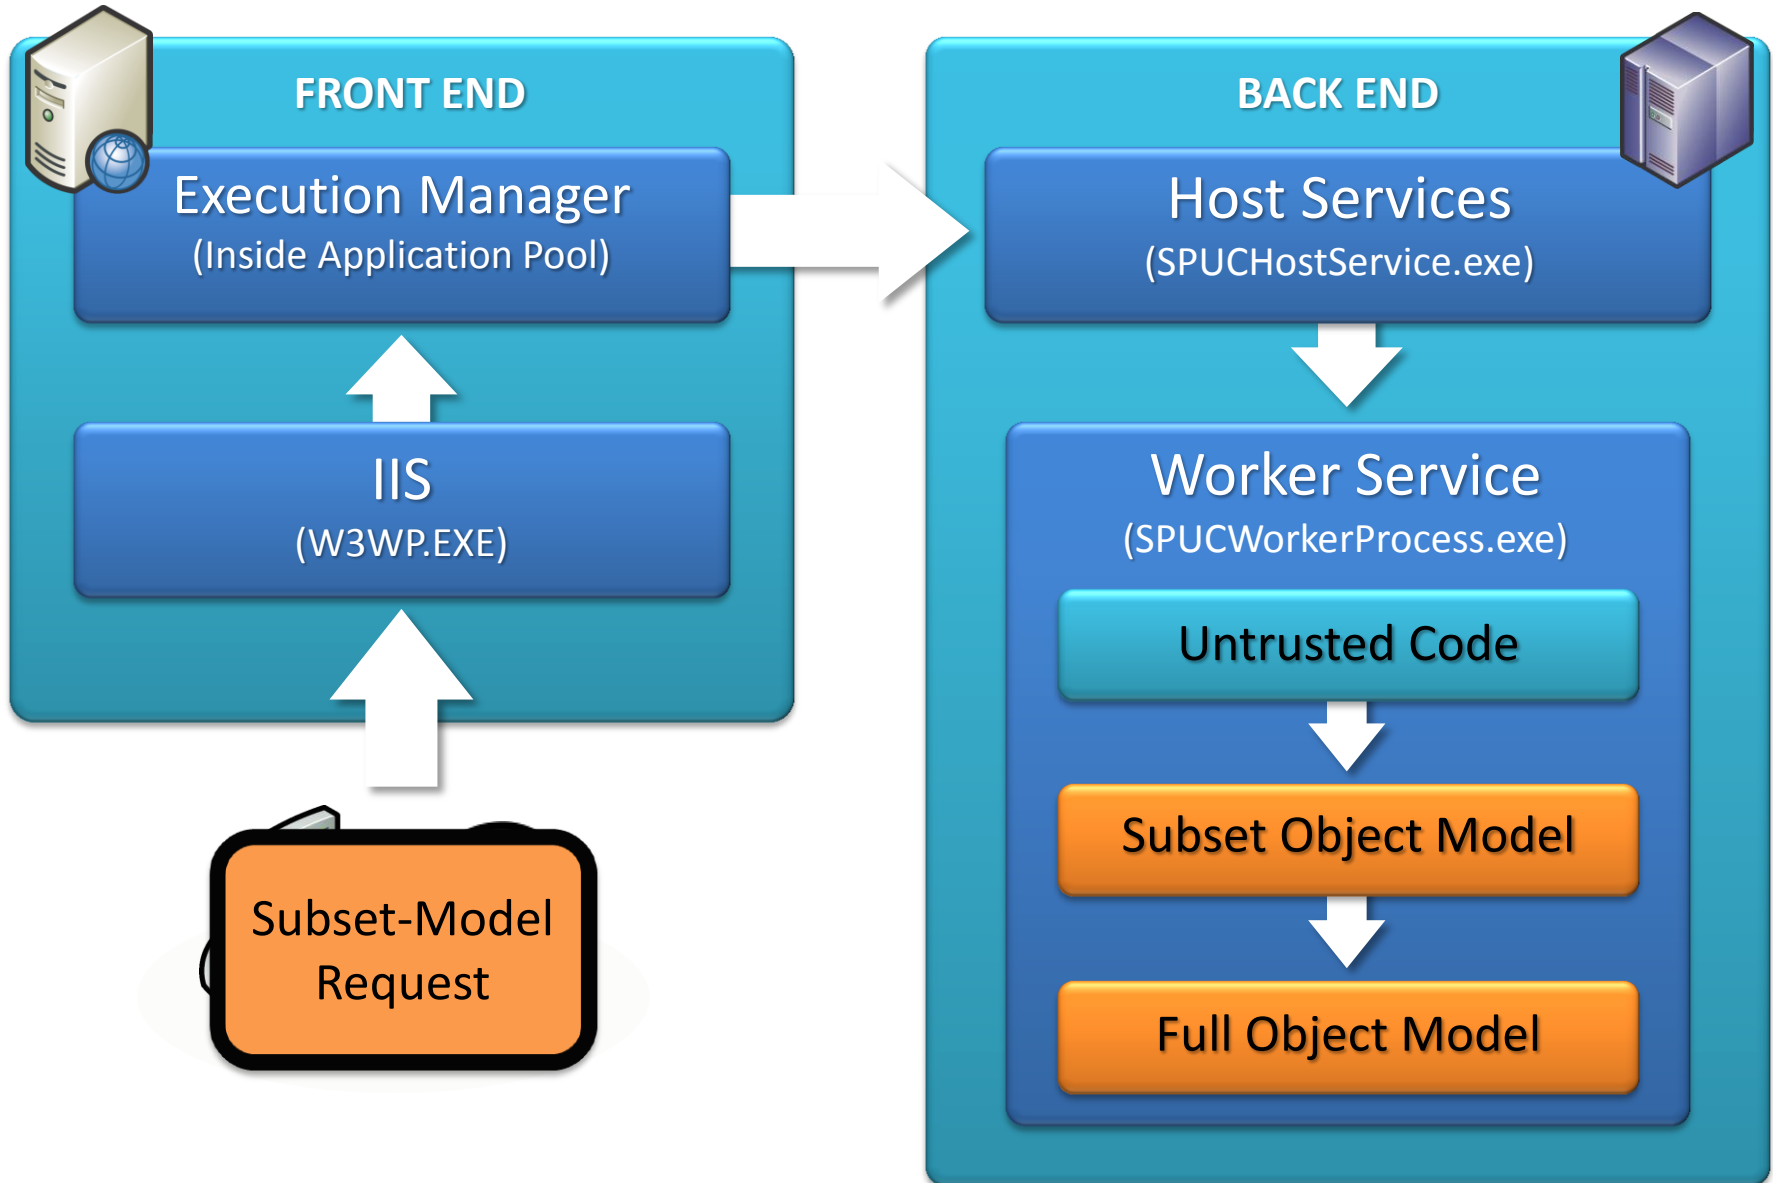 FRONT END
Execution Manager
(Inside Application Pool)
IIS
(W3WP.EXE)
Subset-Model
Request
BACK END
Host Services
(SPUCHostService.exe)
Worker Service
(SPUCWorkerProcess.exe)
Untrusted Code
Subset Object Model
Full Object Model